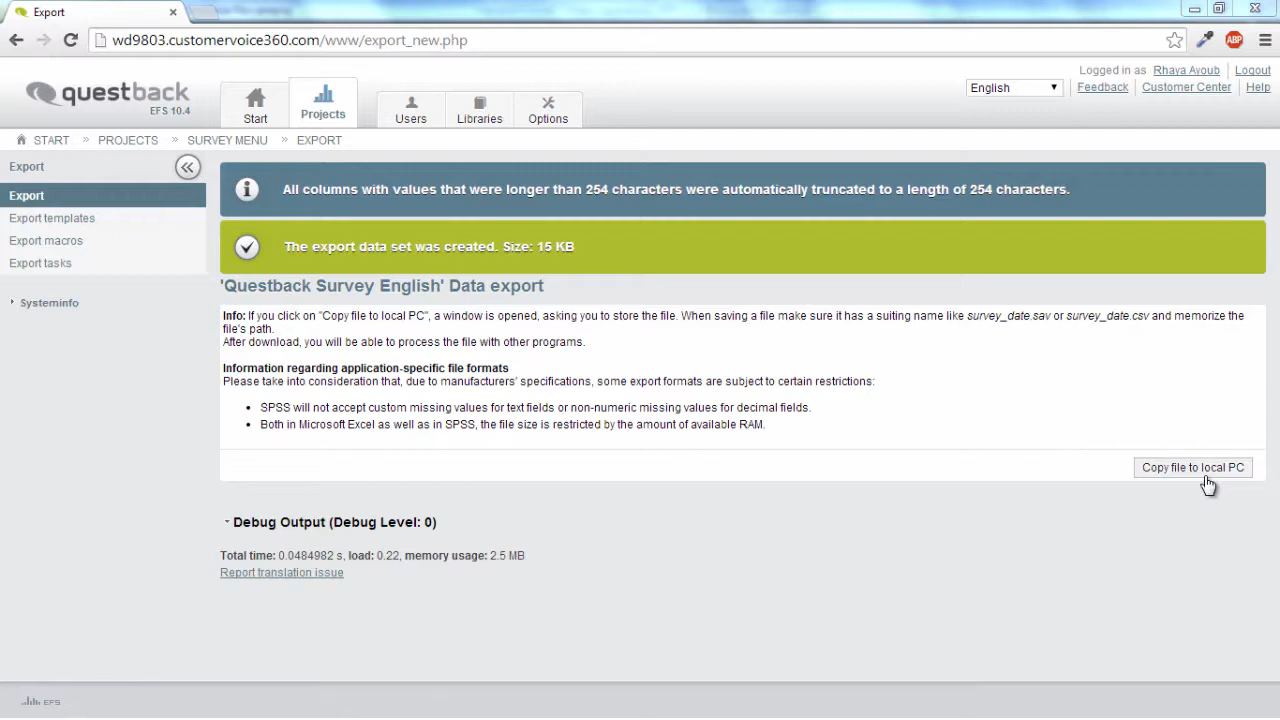 Export
wd9803.customervoice360.com/www/export_new.php
ABP
Logged in as Rhaya Ayoub Logout
English Feedback Customer Center Help
questback
EFS 10.4
Start Projects Users Libraries Options
START » PROJECTS » SURVEY MENU » EXPORT
Export
Export
Export templates
Export macros
Export tasks
Systeminfo
All columns with values that were longer than 254 characters were automatically truncated to a length of 254 characters.
The export data set was created. Size: 15 KB
'Questback Survey English' Data export
Info: If you click on "Copy file to local PC", a window is opened, asking you to store the file. When saving a file make sure it has a suiting name like survey_date.sav or survey_date.csv and memorize the
file's path.
After download, you will be able to process the file with other programs.
Information regarding application-specific file formats
Please take into consideration that, due to manufacturers' specifications, some export formats are subject to certain restrictions:
• SPSS will not accept custom missing values for text fields or non-numeric missing values for decimal fields.
• Both in Microsoft Excel as well as in SPSS, the file size is restricted by the amount of available RAM.
Copy file to local PC
Debug Output (Debug Level: 0)
Total time: 0.0484982 s, load: 0.22, memory usage: 2.5 MB
Report translation issue
EFS